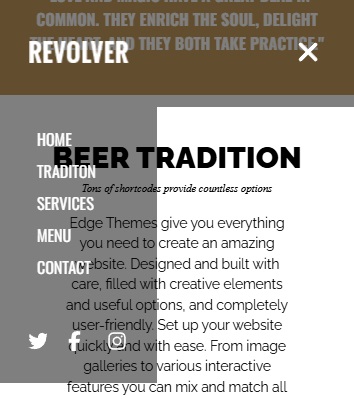 "LOVE AND MAGIC HAVE A GREAT DEAL IN
COMMON. THEY ENRICH THE SOUL, DELIGHT
THE HEART. AND THEY BOTH TAKE PRACTISE."
REVOLVER
HOME
TRADITON
SERVICES
MENU
CONTACT
BEER TRADITION
Tons of shortcodes provide countless options
Edge Themes give you everything
you need to create an amazing
website. Designed and built with
care, filled with creative elements
and useful options, and completely
user-friendly. Set up your website
quickly and with ease. From image
galleries to various interactive
features you can mix and match all